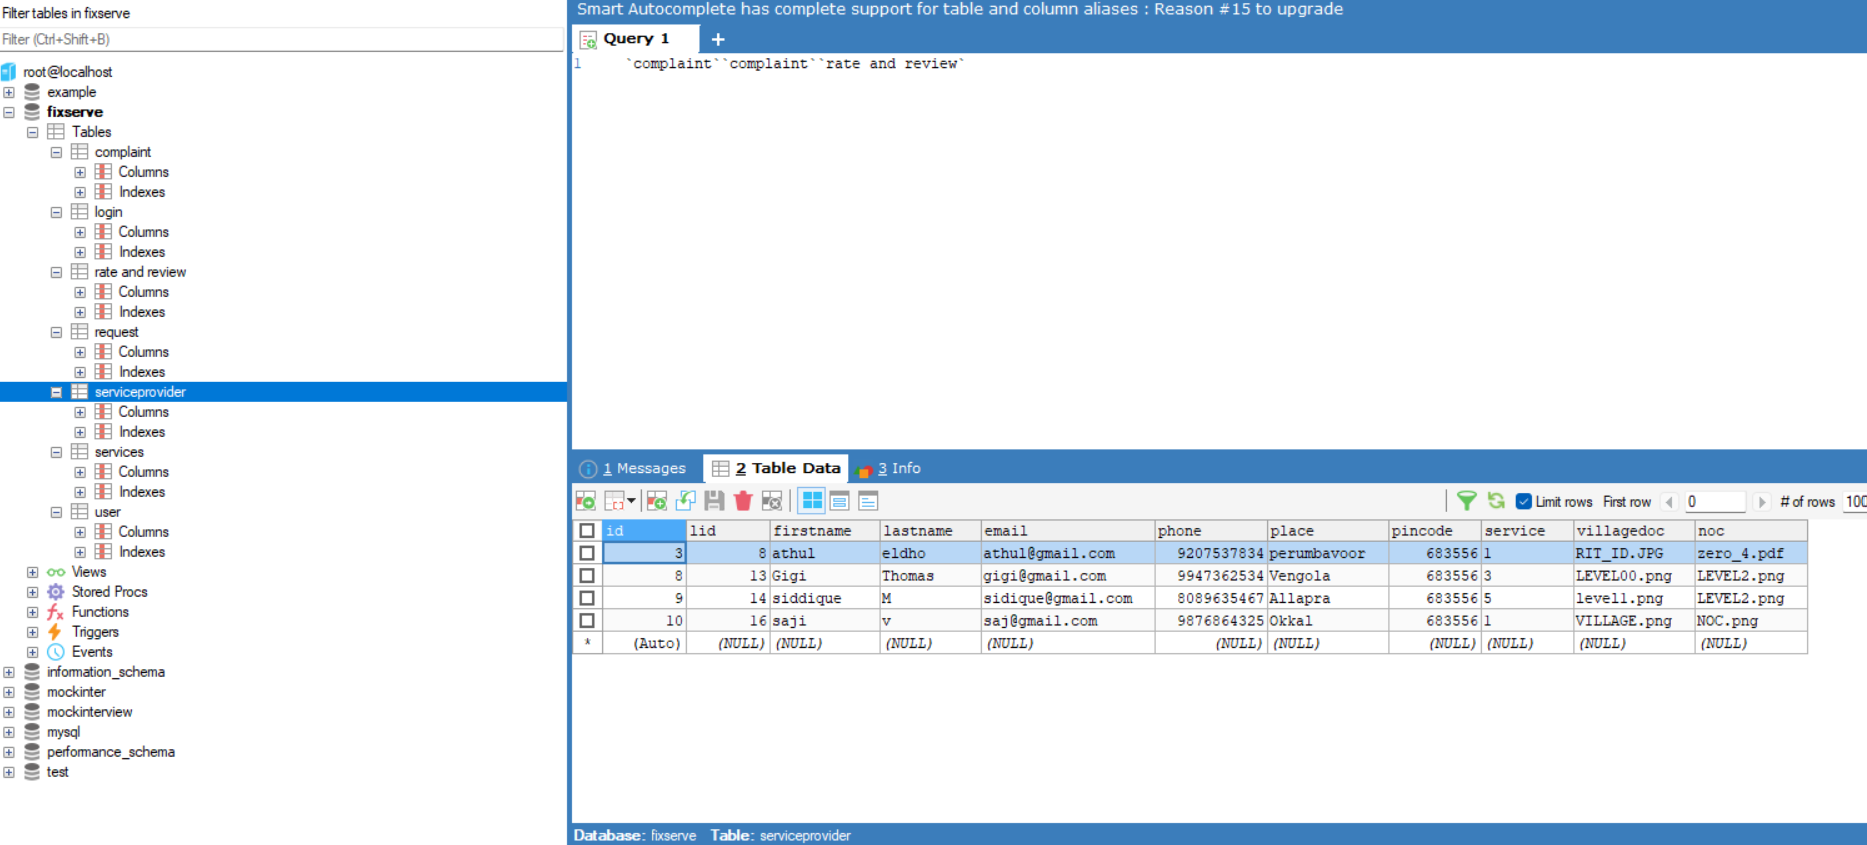 Filter tables in fixserve
Filter (Ctrl+Shift+B)
root@localhost
example
fixserve
Tables
complaint
Columns
Indexes
login
Columns
Indexes
rate and review
Columns
Indexes
request
Columns
Indexes
serviceprovider
Columns
Indexes
services
Columns
Indexes
user
Columns
Indexes
Views
Stored Procs
Functions
Triggers
Events
information_schema
mockinter
mockinterview
mysql
performance_schema
test
Smart Autocomplete has complete support for table and column aliases : Reason #15 to upgrade
Query 1 +
1 `complaint``complaint``rate and review`
1 Messages 2 Table Data 3 Info
Limit rows First row 0 # of rows 100
id lid firstname lastname email phone place pincode service villagedoc noc
3 8 athul eldho athul@gmail.com 9207537834 perumbavoor 683556 1 RIT_ID.JPG zero_4.pdf
8 13 Gigi Thomas gigi@gmail.com 9947362534 Vengola 683556 3 LEVEL00.png LEVEL2.png
9 14 siddique M sidique@gmail.com 8089635467 Allapra 683556 5 level1.png LEVEL2.png
10 16 saji v saj@gmail.com 9876864325 Okkal 683556 1 VILLAGE.png NOC.png
* (Auto) (NULL) (NULL) (NULL) (NULL) (NULL) (NULL) (NULL) (NULL) (NULL) (NULL)
Database: fixserve Table: serviceprovider